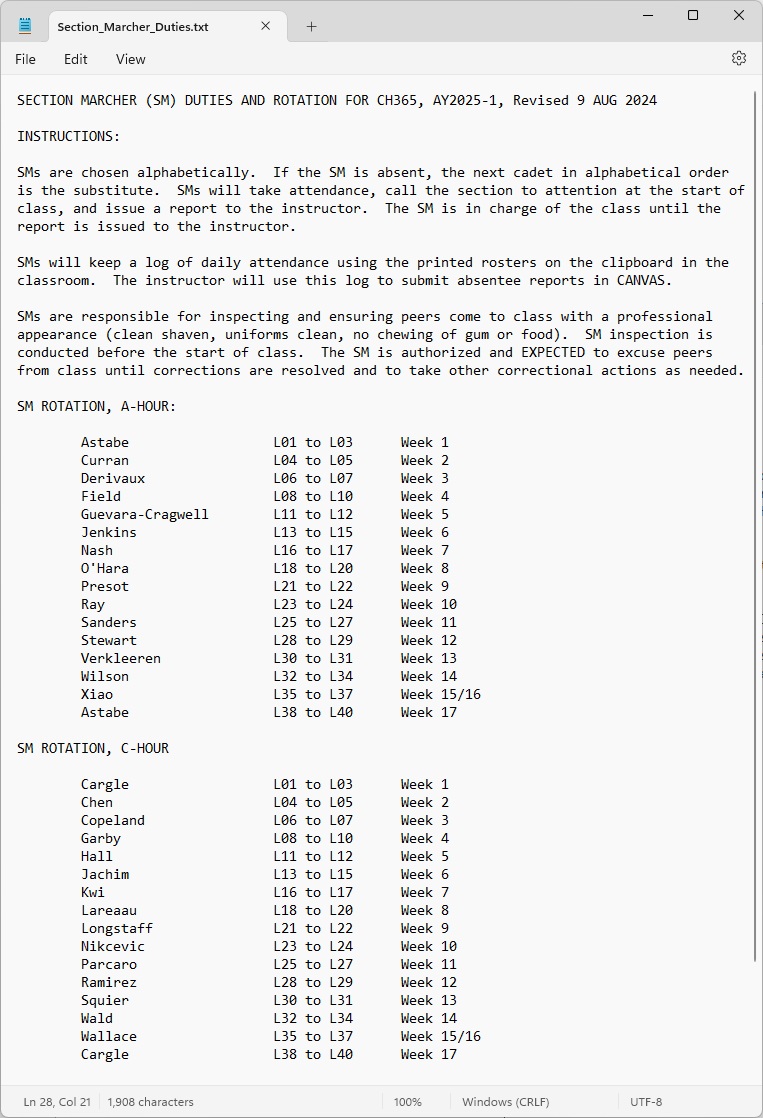 Section_Marcher_Duties.txt
File Edit View
SECTION MARCHER (SM) DUTIES AND ROTATION FOR CH365, AY2025-1, Revised 9 AUG 2024
INSTRUCTIONS:
SMs are chosen alphabetically.  If the SM is absent, the next cadet in alphabetical order
is the substitute.  SMs will take attendance, call the section to attention at the start of
class, and issue a report to the instructor.  The SM is in charge of the class until the
report is issued to the instructor.
SMs will keep a log of daily attendance using the printed rosters on the clipboard in the
classroom.  The instructor will use this log to submit absentee reports in CANVAS.
SMs are responsible for inspecting and ensuring peers come to class with a professional
appearance (clean shaven, uniforms clean, no chewing of gum or food).  SM inspection is
conducted before the start of class.  The SM is authorized and EXPECTED to excuse peers
from class until corrections are resolved and to take other correctional actions as needed.
SM ROTATION, A-HOUR:
Astabe L01 to L03 Week 1
Curran L04 to L05 Week 2
Derivaux L06 to L07 Week 3
Field L08 to L10 Week 4
Guevara-Cragwell L11 to L12 Week 5
Jenkins L13 to L15 Week 6
Nash L16 to L17 Week 7
O'Hara L18 to L20 Week 8
Presot L21 to L22 Week 9
Ray L23 to L24 Week 10
Sanders L25 to L27 Week 11
Stewart L28 to L29 Week 12
Verkleeren L30 to L31 Week 13
Wilson L32 to L34 Week 14
Xiao L35 to L37 Week 15/16
Astabe L38 to L40 Week 17
SM ROTATION, C-HOUR
Cargle L01 to L03 Week 1
Chen L04 to L05 Week 2
Copeland L06 to L07 Week 3
Garby L08 to L10 Week 4
Hall L11 to L12 Week 5
Jachim L13 to L15 Week 6
Kwi L16 to L17 Week 7
Lareaau L18 to L20 Week 8
Longstaff L21 to L22 Week 9
Nikcevic L23 to L24 Week 10
Parcaro L25 to L27 Week 11
Ramirez L28 to L29 Week 12
Squier L30 to L31 Week 13
Wald L32 to L34 Week 14
Wallace L35 to L37 Week 15/16
Cargle L38 to L40 Week 17
Ln 28, Col 21 1,908 characters 100% Windows (CRLF) UTF-8